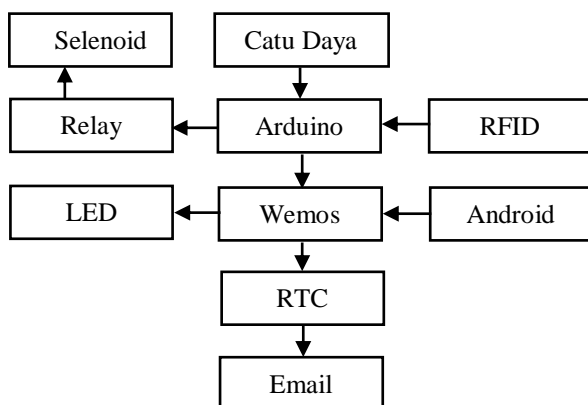 Selenoid
Catu Daya
Relay
Arduino
RFID
LED
Wemos
Android
RTC
Email